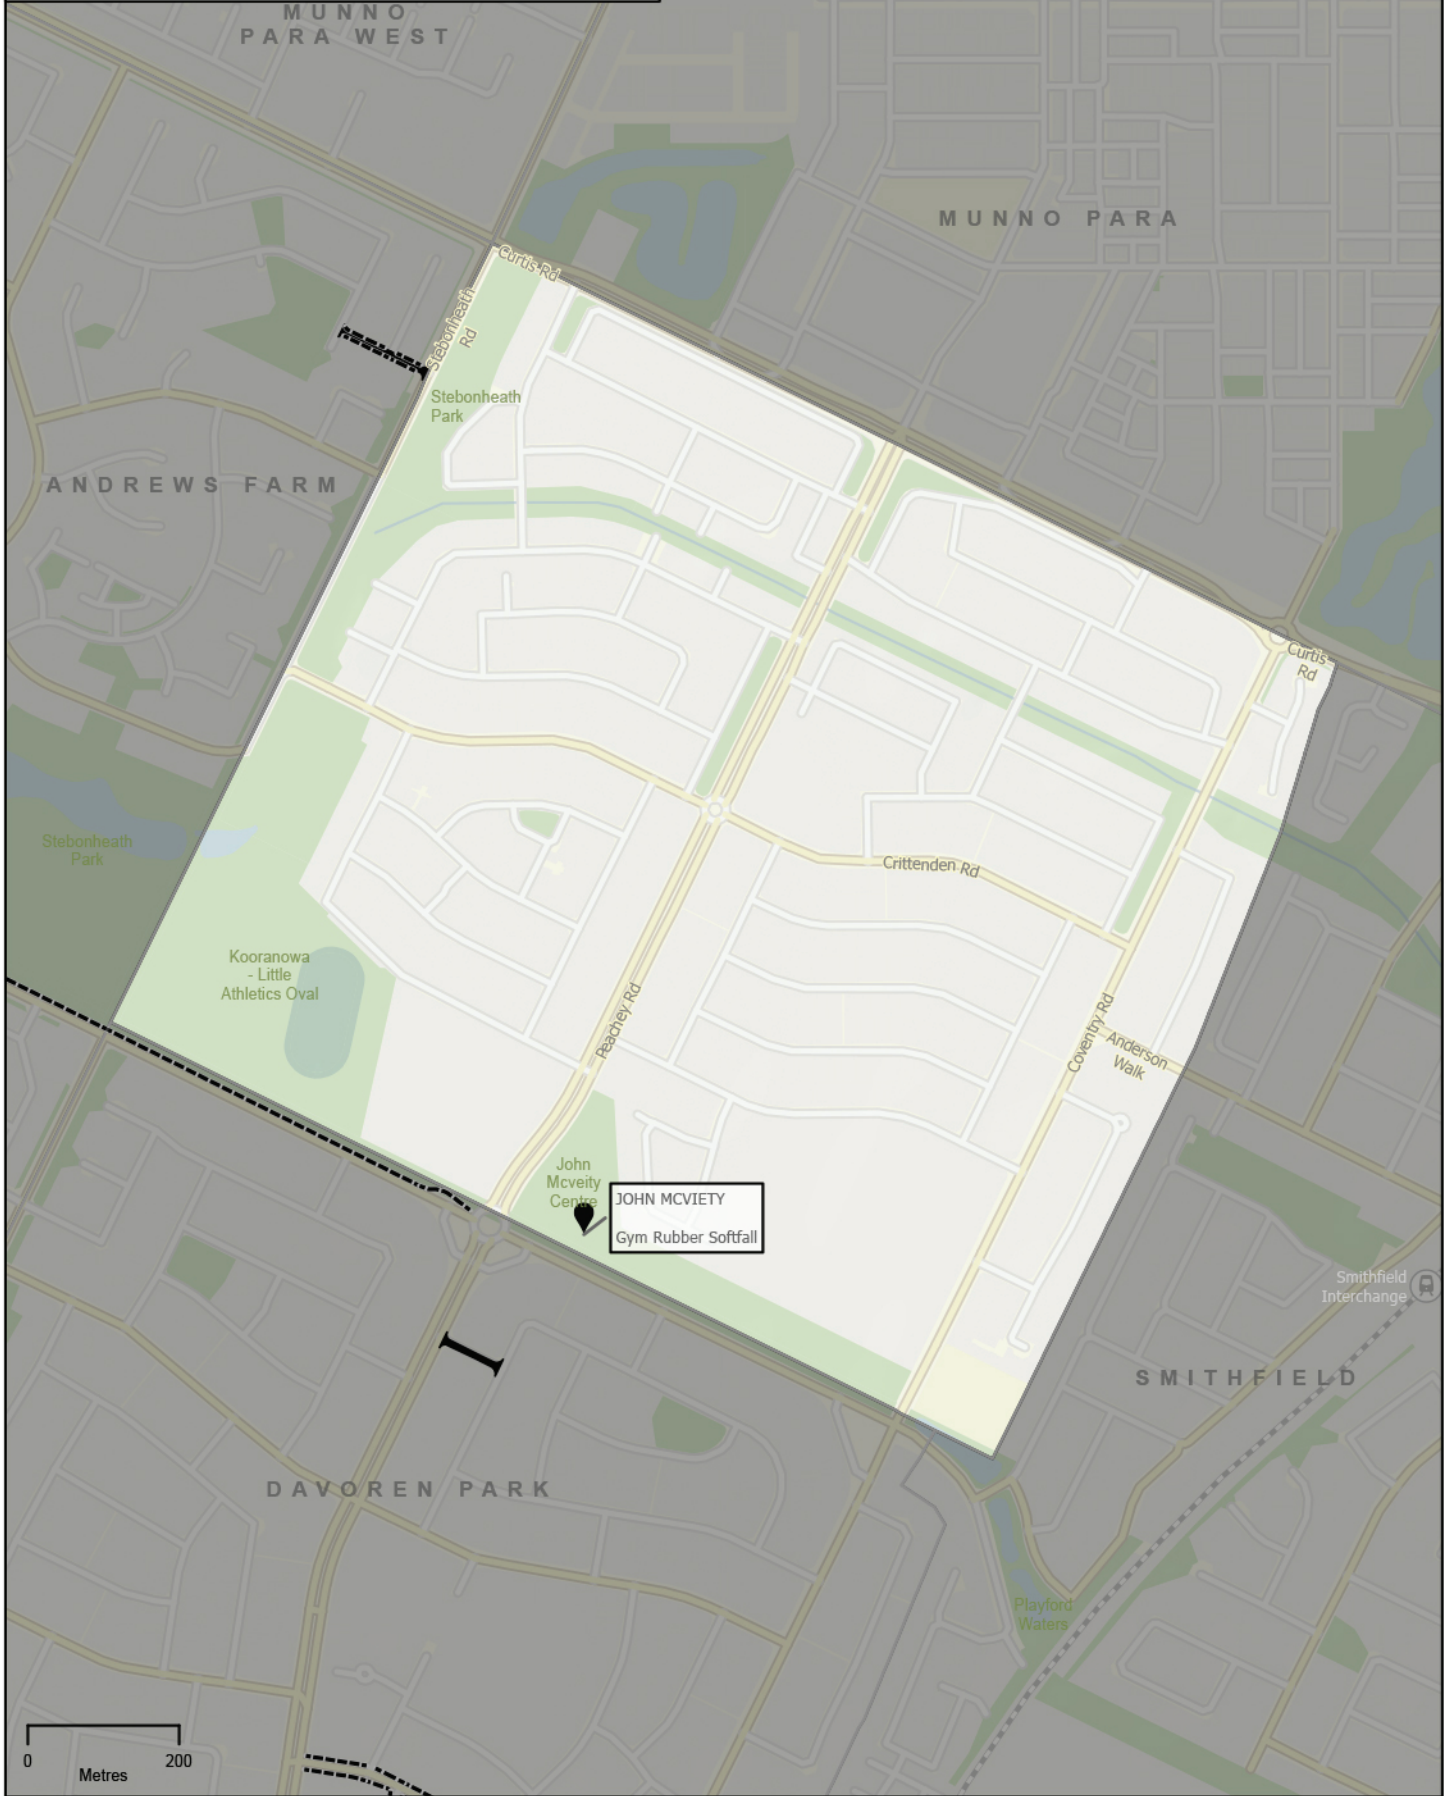 MUNNO
PARA WEST
MUNNO PARA
Curtis Rd
Stebonheath
Rd
Stebonheath
Park
ANDREWS FARM
Curtis
Rd
Stebonheath
Park
Crittenden Rd
Kooranowa
- Little
Athletics Oval
Peachey Rd
Coventry Rd
Anderson
Walk
John
Mcveity
Centre
JOHN MCVIETY
Gym Rubber Softfall
Smithfield
Interchange
SMITHFIELD
DAVOREN PARK
Playford
Waters
0 200
Metres